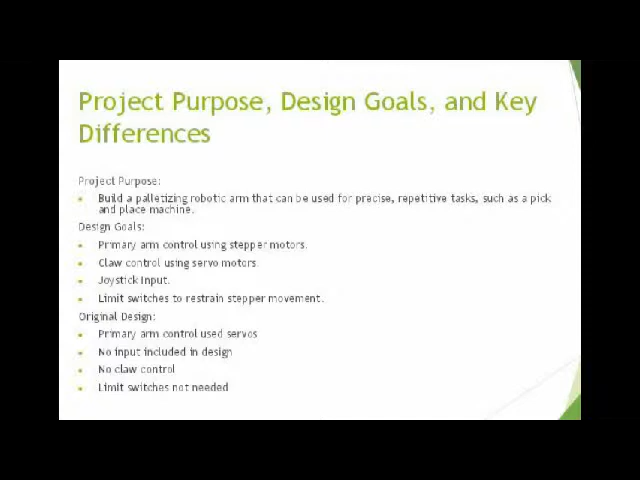 Project Purpose, Design Goals, and Key
Differences
Project Purpose:
Build a palletizing robotic arm that can be used for precise, repetitive tasks, such as a pick
and place machine.
Design Goals:
Primary arm control using stepper motors.
Claw control using servo motors.
Joystick Input.
Limit switches to restrain stepper movement.
Original Design:
Primary arm control used servos
No input included in design
No claw control
Limit switches not needed